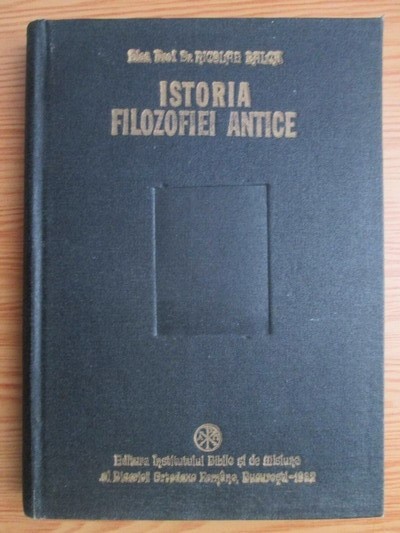 Diac. Prof. Dr. NICOLAE BALCA
ISTORIA
FILOZOFIEI ANTICE
Editura Institutului Biblic și de Misiune
al Bisericii Ortodoxe Române, București-1982